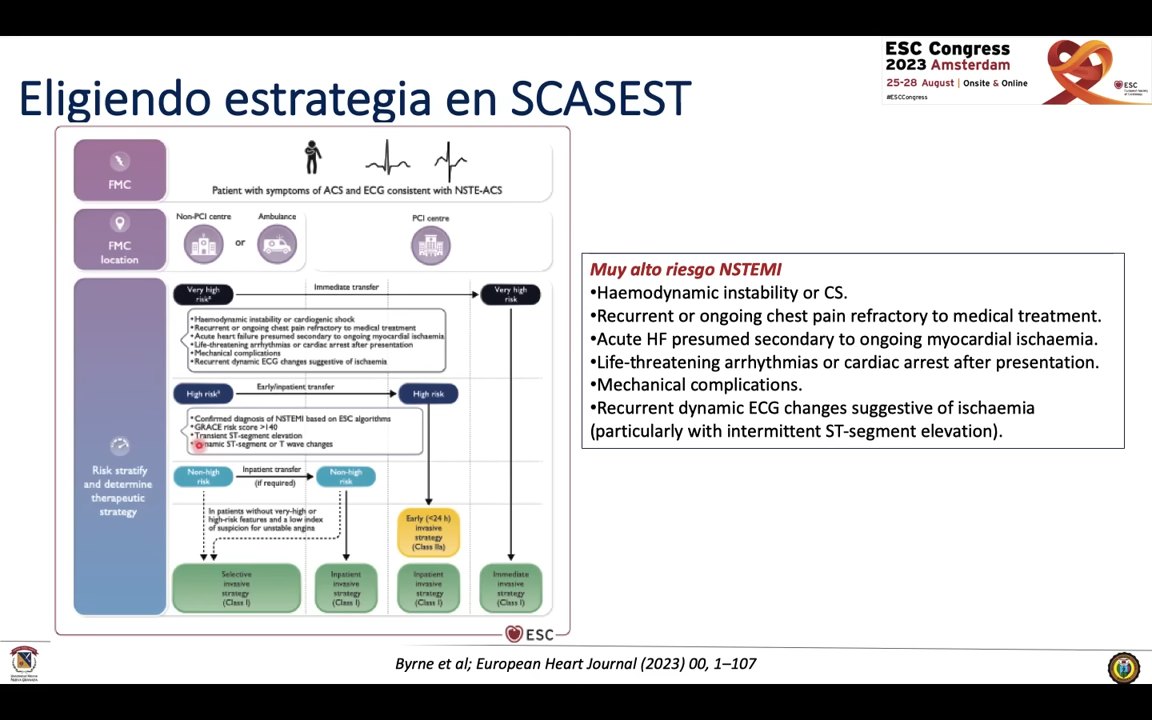 ESC Congress
2023 Amsterdam
25-28 August | Onsite & Online
#ESCCongress
ESC
Eligiendo estrategia en SCASEST
FMC
Patient with symptoms of ACS and ECG consistent with NSTE-ACS
FMC
location
Non-PCI centre
or
Ambulance
PCI centre
Risk stratify
and determine
therapeutic
strategy
Very high
riskᵃ
Immediate transfer
Very high
risk
•Haemodynamic instability or cardiogenic shock
•Recurrent or ongoing chest pain refractory to medical treatment
•Acute heart failure presumed secondary to ongoing myocardial ischaemia
•Life-threatening arrhythmias or cardiac arrest after presentation
•Mechanical complications
•Recurrent dynamic ECG changes suggestive of ischaemia
High riskᵃ
Early/inpatient transfer
High risk
•Confirmed diagnosis of NSTEMI based on ESC algorithms
•GRACE risk score >140
•Transient ST-segment elevation
ST-segment or T wave changes
Non-high
risk
Inpatient transfer
(if required)
Non-high
risk
In patients without very-high or
high-risk features and a low index
of suspicion for unstable angina
Early (<24 h)
invasive
strategy
(Class IIa)
Selective
invasive
strategy
(Class I)
Inpatient
invasive
strategy
(Class I)
Inpatient
invasive
strategy
(Class I)
Immediate
invasive
strategy
(Class I)
ESC
Muy alto riesgo NSTEMI
•Haemodynamic instability or CS.
•Recurrent or ongoing chest pain refractory to medical treatment.
•Acute HF presumed secondary to ongoing myocardial ischaemia.
•Life-threatening arrhythmias or cardiac arrest after presentation.
•Mechanical complications.
•Recurrent dynamic ECG changes suggestive of ischaemia
(particularly with intermittent ST-segment elevation).
Byrne et al; European Heart Journal (2023) 00, 1–107